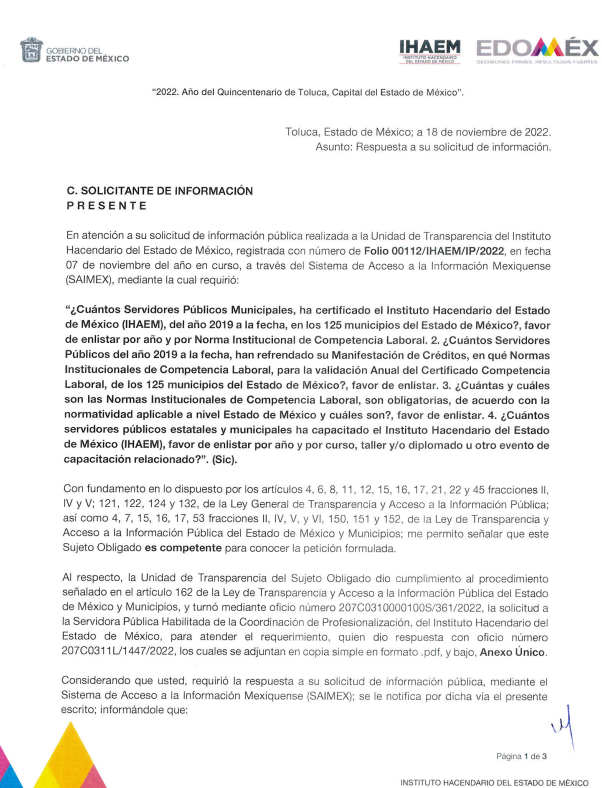 GOBIERNO DEL
ESTADO DE MÉXICO
IHAEM
INSTITUTO HACENDARIO
DEL ESTADO DE MÉXICO
EDOMÉX
DECISIONES FIRMES, RESULTADOS FUERTES.
“2022. Año del Quincentenario de Toluca, Capital del Estado de México”.
Toluca, Estado de México; a 18 de noviembre de 2022.
Asunto: Respuesta a su solicitud de información.
C. SOLICITANTE DE INFORMACIÓN
P R E S E N T E
En atención a su solicitud de información pública realizada a la Unidad de Transparencia del Instituto
Hacendario del Estado de México, registrada con número de Folio 00112/IHAEM/IP/2022, en fecha
07 de noviembre del año en curso, a través del Sistema de Acceso a la Información Mexiquense
(SAIMEX), mediante la cual requirió:
“¿Cuántos Servidores Públicos Municipales, ha certificado el Instituto Hacendario del Estado
de México (IHAEM), del año 2019 a la fecha, en los 125 municipios del Estado de México?, favor
de enlistar por año y por Norma Institucional de Competencia Laboral. 2. ¿Cuántos Servidores
Públicos del año 2019 a la fecha, han refrendado su Manifestación de Créditos, en qué Normas
Institucionales de Competencia Laboral, para la validación Anual del Certificado Competencia
Laboral, de los 125 municipios del Estado de México?, favor de enlistar. 3. ¿Cuántas y cuáles
son las Normas Institucionales de Competencia Laboral, son obligatorias, de acuerdo con la
normatividad aplicable a nivel Estado de México y cuáles son?, favor de enlistar. 4. ¿Cuántos
servidores públicos estatales y municipales ha capacitado el Instituto Hacendario del Estado
de México (IHAEM), favor de enlistar por año y por curso, taller y/o diplomado u otro evento de
capacitación relacionado?”. (Sic).
Con fundamento en lo dispuesto por los artículos 4, 6, 8, 11, 12, 15, 16, 17, 21, 22 y 45 fracciones II,
IV y V; 121, 122, 124 y 132, de la Ley General de Transparencia y Acceso a la Información Pública;
así como 4, 7, 15, 16, 17, 53 fracciones II, IV, V, y VI, 150, 151 y 152, de la Ley de Transparencia y
Acceso a la Información Pública del Estado de México y Municipios; me permito señalar que este
Sujeto Obligado es competente para conocer la petición formulada.
Al respecto, la Unidad de Transparencia del Sujeto Obligado dio cumplimiento al procedimiento
señalado en el artículo 162 de la Ley de Transparencia y Acceso a la Información Pública del Estado
de México y Municipios, y turnó mediante oficio número 207C0310000100S/361/2022, la solicitud a
la Servidora Pública Habilitada de la Coordinación de Profesionalización, del Instituto Hacendario del
Estado de México, para atender el requerimiento, quien dio respuesta con oficio número
207C0311L/1447/2022, los cuales se adjuntan en copia simple en formato .pdf, y bajo, Anexo Único.
Considerando que usted, requirió la respuesta a su solicitud de información pública, mediante el
Sistema de Acceso a la Información Mexiquense (SAIMEX); se le notifica por dicha vía el presente
escrito; informándole que:
Página 1 de 3
INSTITUTO HACENDARIO DEL ESTADO DE MÉXICO